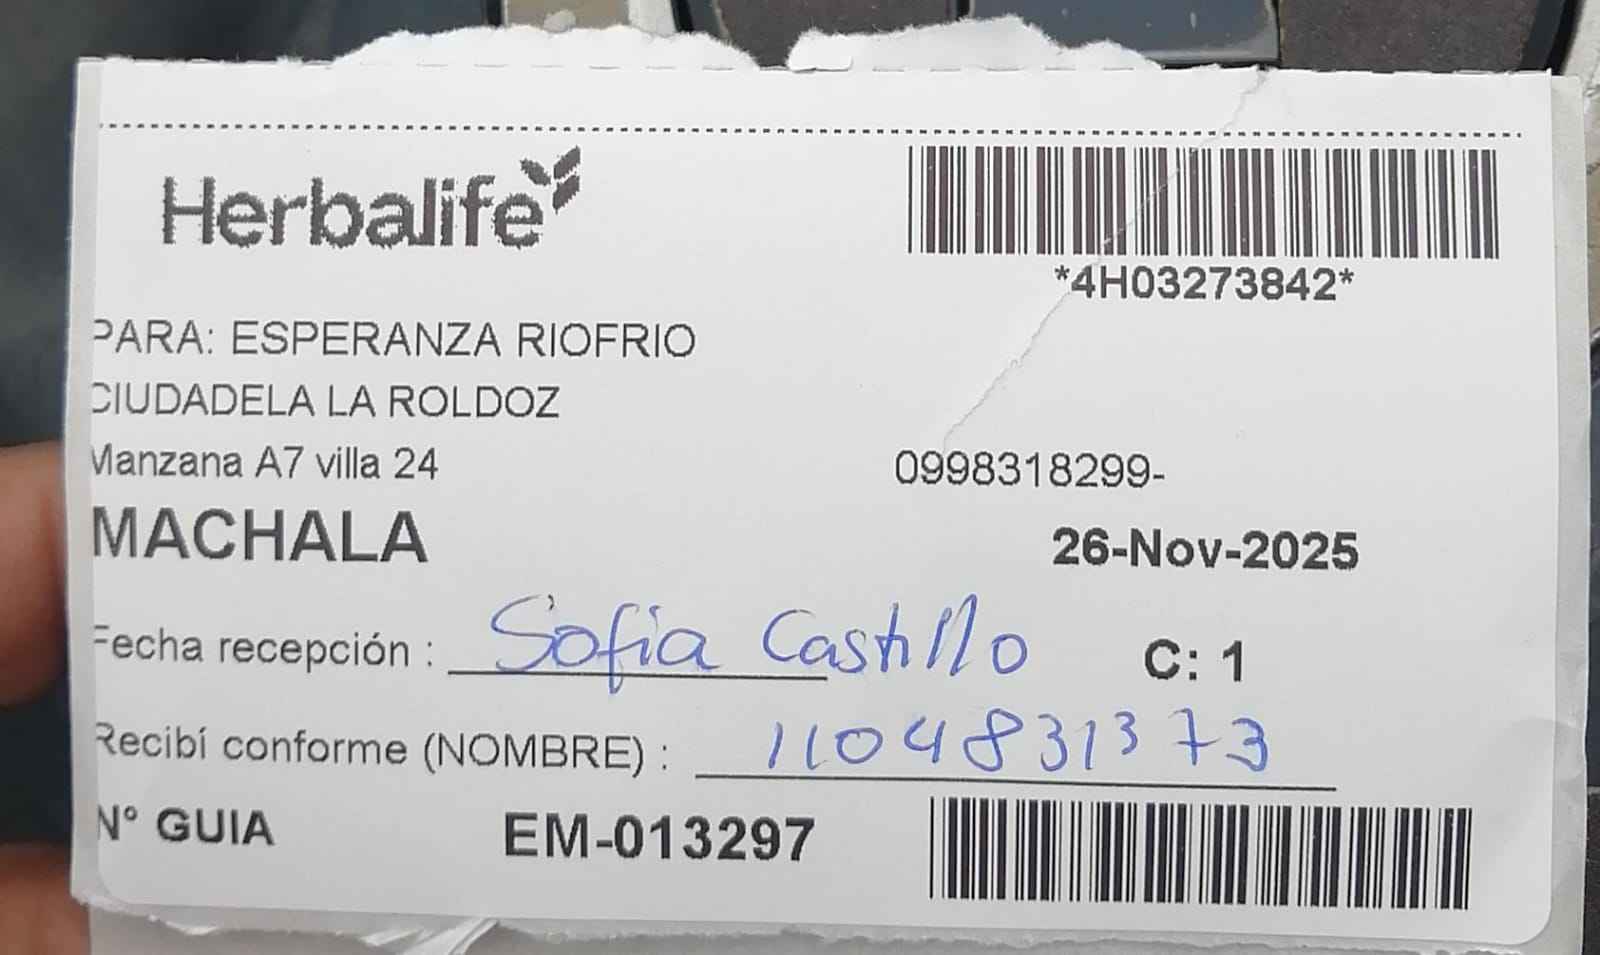 Herbalife
*4H03273842*
PARA: ESPERANZA RIOFRIO
CIUDADELA LA ROLDOZ
Manzana A7 villa 24
0998318299-
MACHALA
26-Nov-2025
Fecha recepción : Sofia Castillo
C: 1
Recibí conforme (NOMBRE) : 1104831373
N° GUIA EM-013297